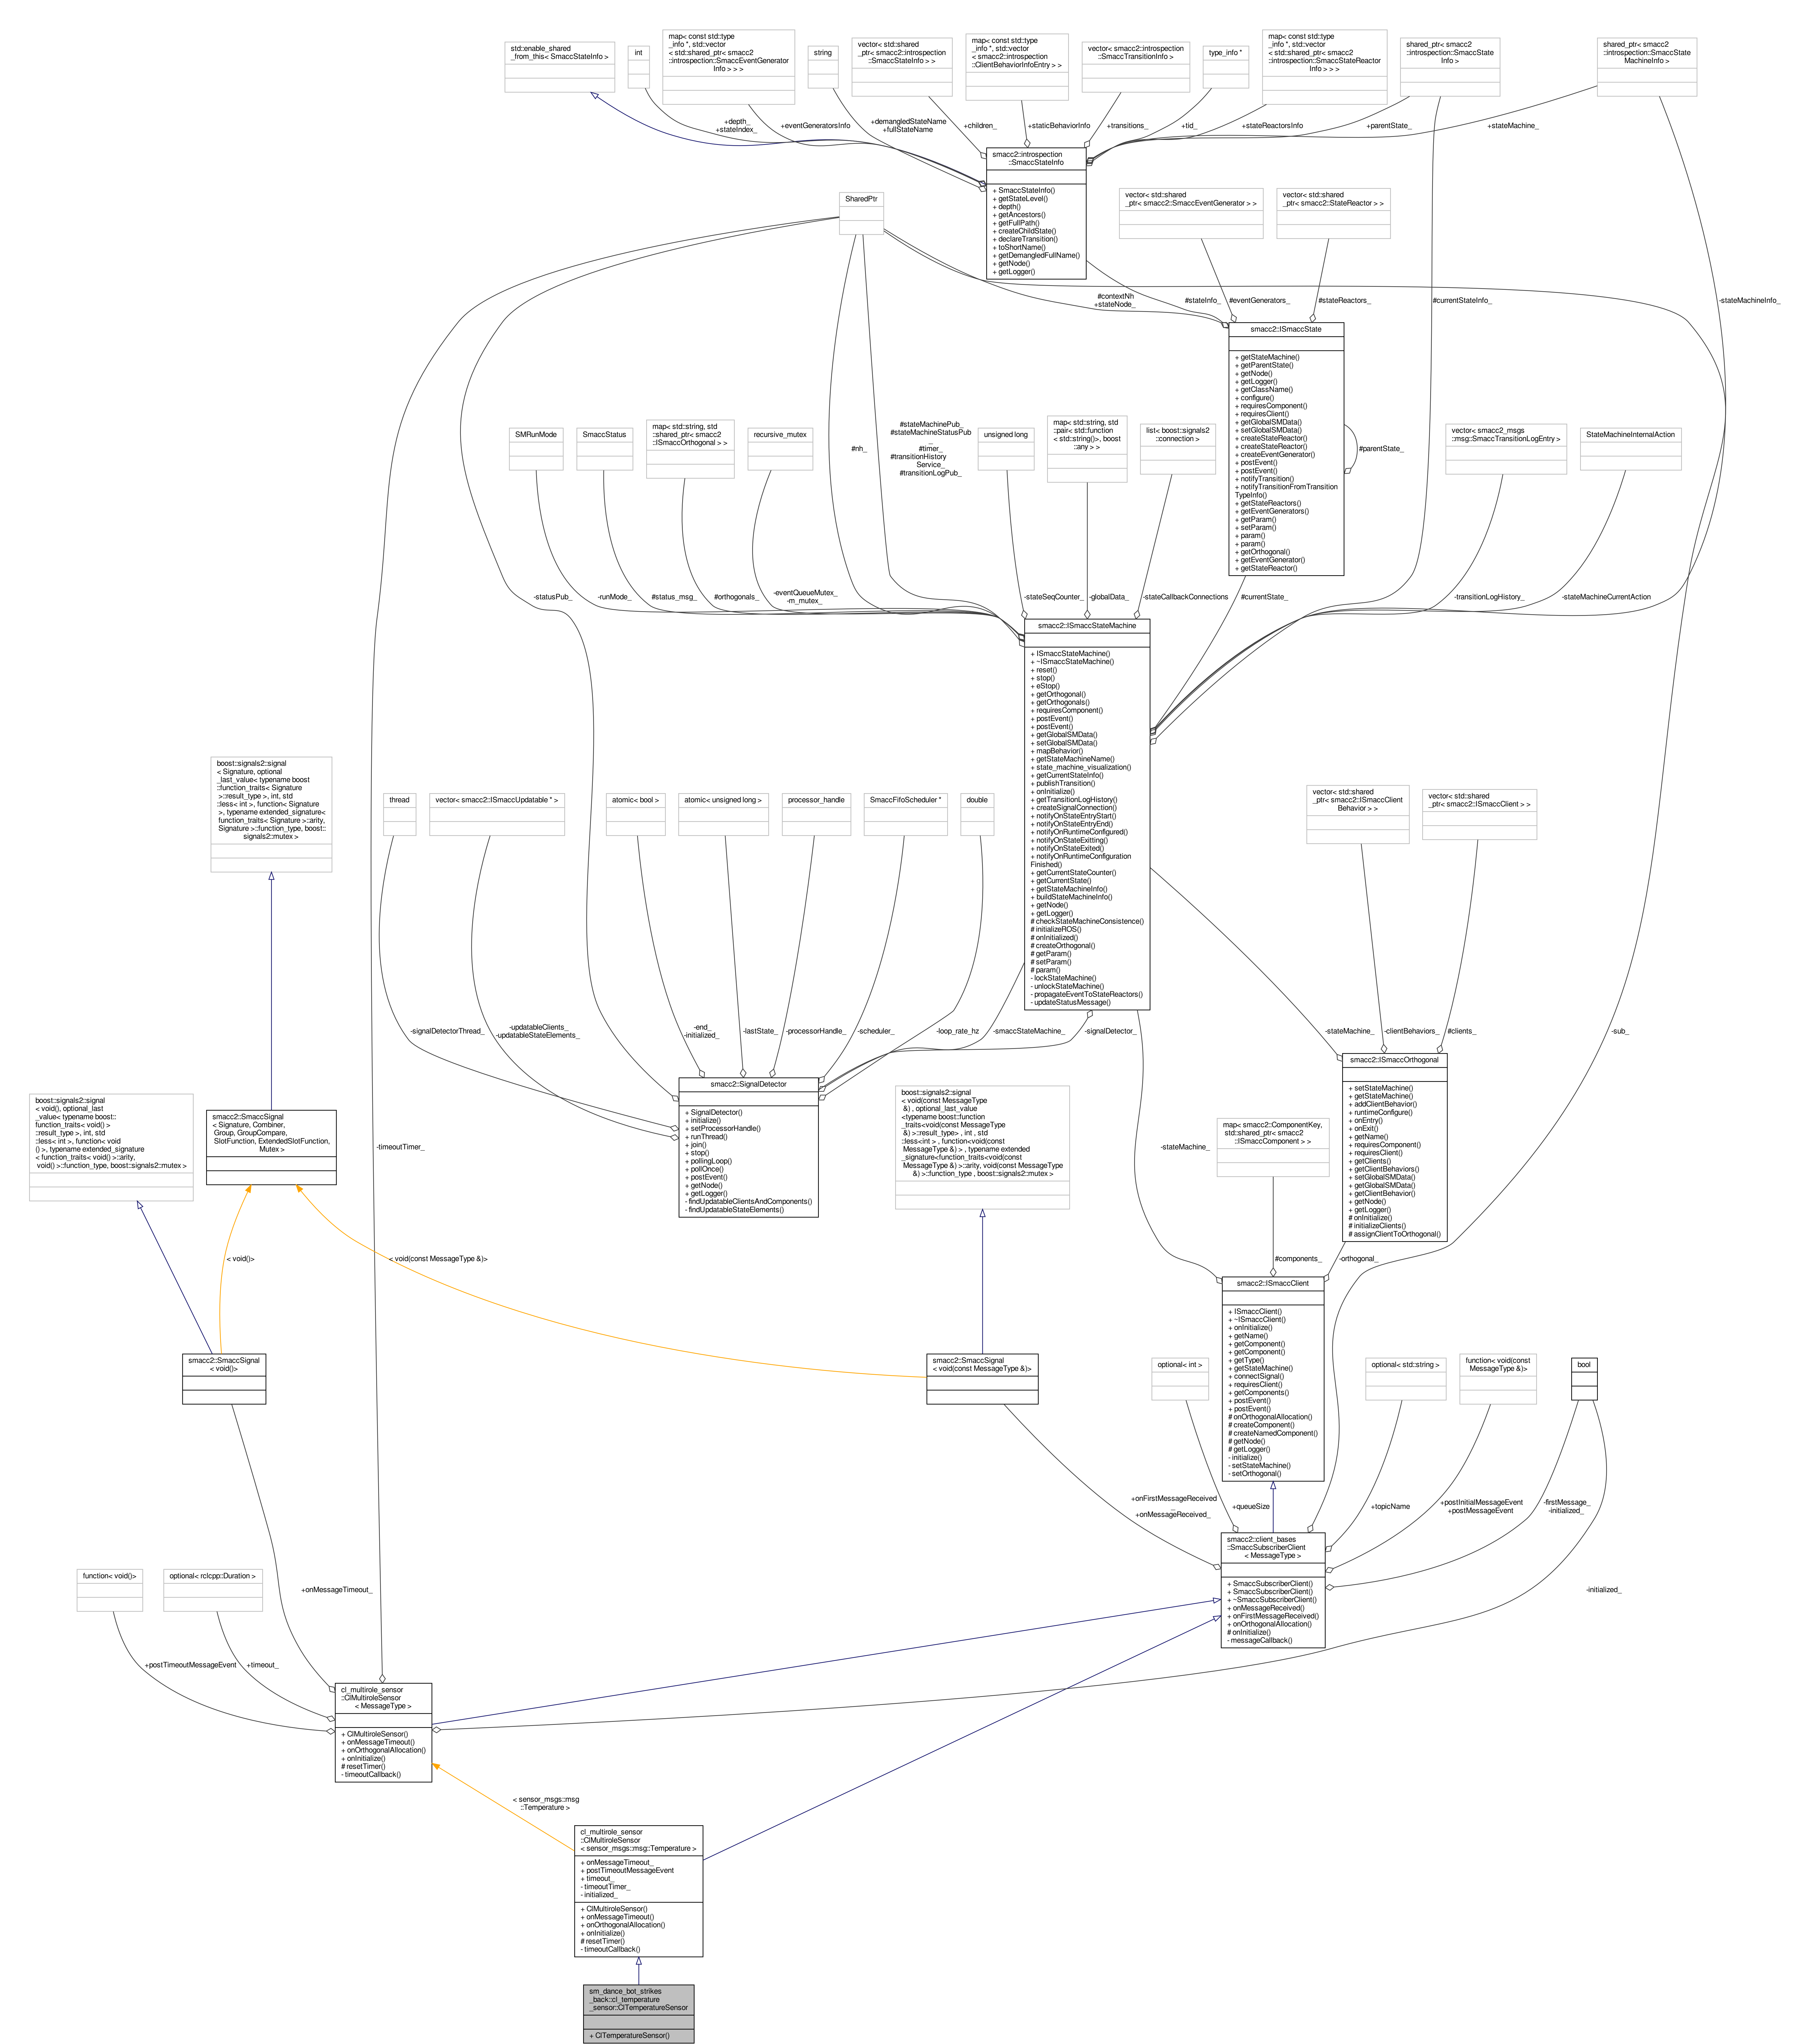 std::enable_shared
_from_this< SmaccStateInfo >
int
map< const std::type
_info *, std::vector
< std::shared_ptr< smacc2
::introspection::SmaccEventGenerator
Info > > >
string
vector< std::shared
_ptr< smacc2::introspection
::SmaccStateInfo > >
map< const std::type
_info *, std::vector
< smacc2::introspection
::ClientBehaviorInfoEntry > >
vector< smacc2::introspection
::SmaccTransitionInfo >
type_info *
map< const std::type
_info *, std::vector
< std::shared_ptr< smacc2
::introspection::SmaccStateReactor
Info > > >
shared_ptr< smacc2
::introspection::SmaccState
Info >
shared_ptr< smacc2
::introspection::SmaccState
MachineInfo >
+depth_
+stateIndex_
+eventGeneratorsInfo
+demangledStateName
+fullStateName
+children_
+staticBehaviorInfo
+transitions_
+tid_
+stateReactorsInfo
+parentState_
+stateMachine_
smacc2::introspection
::SmaccStateInfo
+ SmaccStateInfo()
+ getStateLevel()
+ depth()
+ getAncestors()
+ getFullPath()
+ createChildState()
+ declareTransition()
+ toShortName()
+ getDemangledFullName()
+ getNode()
+ getLogger()
SharedPtr
vector< std::shared
_ptr< smacc2::SmaccEventGenerator > >
vector< std::shared
_ptr< smacc2::StateReactor > >
#contextNh
+stateNode_
#stateInfo_
#eventGenerators_
#stateReactors_
#currentStateInfo_
-stateMachineInfo_
smacc2::ISmaccState
+ getStateMachine()
+ getParentState()
+ getNode()
+ getLogger()
+ getClassName()
+ configure()
+ requiresComponent()
+ requiresClient()
+ getGlobalSMData()
+ setGlobalSMData()
+ createStateReactor()
+ createStateReactor()
+ createEventGenerator()
+ postEvent()
+ postEvent()
+ notifyTransition()
+ notifyTransitionFromTransition
TypeInfo()
+ getStateReactors()
+ getEventGenerators()
+ getParam()
+ setParam()
+ param()
+ param()
+ getOrthogonal()
+ getEventGenerator()
+ getStateReactor()
#parentState_
SMRunMode
SmaccStatus
map< std::string, std
::shared_ptr< smacc2
::ISmaccOrthogonal > >
recursive_mutex
#nh_
#stateMachinePub_
#stateMachineStatusPub
_
#timer_
#transitionHistory
Service_
#transitionLogPub_
unsigned long
map< std::string, std
::pair< std::function
< std::string()>, boost
::any > >
list< boost::signals2
::connection >
vector< smacc2_msgs
::msg::SmaccTransitionLogEntry >
StateMachineInternalAction
-statusPub_
-runMode_
#status_msg_
#orthogonals_
-eventQueueMutex_
-m_mutex_
-stateSeqCounter_
-globalData_
-stateCallbackConnections
#currentState_
-transitionLogHistory_
-stateMachineCurrentAction
smacc2::ISmaccStateMachine
+ ISmaccStateMachine()
+ ~ISmaccStateMachine()
+ reset()
+ stop()
+ eStop()
+ getOrthogonal()
+ getOrthogonals()
+ requiresComponent()
+ postEvent()
+ postEvent()
+ getGlobalSMData()
+ setGlobalSMData()
+ mapBehavior()
+ getStateMachineName()
+ state_machine_visualization()
+ getCurrentStateInfo()
+ publishTransition()
+ onInitialize()
+ getTransitionLogHistory()
+ createSignalConnection()
+ notifyOnStateEntryStart()
+ notifyOnStateEntryEnd()
+ notifyOnRuntimeConfigured()
+ notifyOnStateExitting()
+ notifyOnStateExited()
+ notifyOnRuntimeConfiguration
Finished()
+ getCurrentStateCounter()
+ getCurrentState()
+ getStateMachineInfo()
+ buildStateMachineInfo()
+ getNode()
+ getLogger()
# checkStateMachineConsistence()
# initializeROS()
# onInitialized()
# createOrthogonal()
# getParam()
# setParam()
# param()
- lockStateMachine()
- unlockStateMachine()
- propagateEventToStateReactors()
- updateStatusMessage()
boost::signals2::signal
< Signature, optional
_last_value< typename boost
::function_traits< Signature
>::result_type >, int, std
::less< int >, function< Signature
>, typename extended_signature<
function_traits< Signature >::arity,
Signature >::function_type, boost::
signals2::mutex >
thread
vector< smacc2::ISmaccUpdatable * >
atomic< bool >
atomic< unsigned long >
processor_handle
SmaccFifoScheduler *
double
vector< std::shared
_ptr< smacc2::ISmaccClient
Behavior > >
vector< std::shared
_ptr< smacc2::ISmaccClient > >
-signalDetectorThread_
-updatableClients_
-updatableStateElements_
-end_
-initialized_
-lastState_
-processorHandle_
-scheduler_
-loop_rate_hz
-smaccStateMachine_
-signalDetector_
-stateMachine_
-clientBehaviors_
#clients_
-sub_
smacc2::SignalDetector
+ SignalDetector()
+ initialize()
+ setProcessorHandle()
+ runThread()
+ join()
+ stop()
+ pollingLoop()
+ pollOnce()
+ postEvent()
+ getNode()
+ getLogger()
- findUpdatableClientsAndComponents()
- findUpdatableStateElements()
smacc2::ISmaccOrthogonal
+ setStateMachine()
+ getStateMachine()
+ addClientBehavior()
+ runtimeConfigure()
+ onEntry()
+ onExit()
+ getName()
+ requiresComponent()
+ requiresClient()
+ getClients()
+ getClientBehaviors()
+ setGlobalSMData()
+ getGlobalSMData()
+ getClientBehavior()
+ getNode()
+ getLogger()
# onInitialize()
# initializeClients()
# assignClientToOrthogonal()
boost::signals2::signal
< void(), optional_last
_value< typename boost::
function_traits< void() >
::result_type >, int, std
::less< int >, function< void
() >, typename extended_signature
< function_traits< void() >::arity,
void() >::function_type, boost::signals2::mutex >
smacc2::SmaccSignal
< Signature, Combiner,
Group, GroupCompare,
SlotFunction, ExtendedSlotFunction,
Mutex >
-timeoutTimer_
boost::signals2::signal
< void(const MessageType
&) , optional_last_value
<typename boost::function
_traits<void(const MessageType
&) >::result_type> , int , std
::less<int > , function<void(const
MessageType &) > , typename extended
_signature<function_traits<void(const
MessageType &) >::arity, void(const MessageType
&) >::function_type , boost::signals2::mutex >
-stateMachine_
map< smacc2::ComponentKey,
std::shared_ptr< smacc2
::ISmaccComponent > >
< void()>
< void(const MessageType &)>
#components_
-orthogonal_
smacc2::ISmaccClient
+ ISmaccClient()
+ ~ISmaccClient()
+ onInitialize()
+ getName()
+ getComponent()
+ getComponent()
+ getType()
+ getStateMachine()
+ connectSignal()
+ requiresClient()
+ getComponents()
+ postEvent()
+ postEvent()
# onOrthogonalAllocation()
# createComponent()
# createNamedComponent()
# getNode()
# getLogger()
- initialize()
- setStateMachine()
- setOrthogonal()
smacc2::SmaccSignal
< void()>
smacc2::SmaccSignal
< void(const MessageType &)>
optional< int >
optional< std::string >
function< void(const
MessageType &)>
bool
+onFirstMessageReceived
_
+onMessageReceived_
+queueSize
+topicName
+postInitialMessageEvent
+postMessageEvent
-firstMessage_
-initialized_
smacc2::client_bases
::SmaccSubscriberClient
< MessageType >
+ SmaccSubscriberClient()
+ SmaccSubscriberClient()
+ ~SmaccSubscriberClient()
+ onMessageReceived()
+ onFirstMessageReceived()
+ onOrthogonalAllocation()
# onInitialize()
- messageCallback()
function< void()>
optional< rclcpp::Duration >
+onMessageTimeout_
-initialized_
+postTimeoutMessageEvent
+timeout_
cl_multirole_sensor
::ClMultiroleSensor
< MessageType >
+ ClMultiroleSensor()
+ onMessageTimeout()
+ onOrthogonalAllocation()
+ onInitialize()
# resetTimer()
- timeoutCallback()
< sensor_msgs::msg
::Temperature >
cl_multirole_sensor
::ClMultiroleSensor
< sensor_msgs::msg::Temperature >
+ onMessageTimeout_
+ postTimeoutMessageEvent
+ timeout_
- timeoutTimer_
- initialized_
+ ClMultiroleSensor()
+ onMessageTimeout()
+ onOrthogonalAllocation()
+ onInitialize()
# resetTimer()
- timeoutCallback()
sm_dance_bot_strikes
_back::cl_temperature
_sensor::ClTemperatureSensor
+ ClTemperatureSensor()